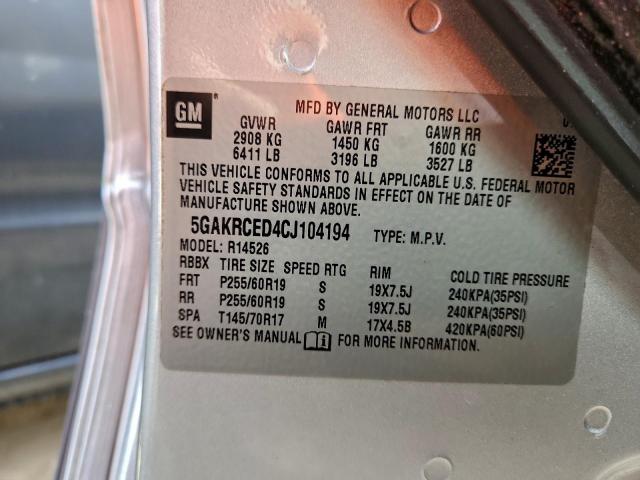 GM ®
MFD BY GENERAL MOTORS LLC
GVWR GAWR FRT GAWR RR
2908 KG 1450 KG 1600 KG
6411 LB 3196 LB 3527 LB
THIS VEHICLE CONFORMS TO ALL APPLICABLE U.S. FEDERAL MOTOR
VEHICLE SAFETY STANDARDS IN EFFECT ON THE DATE OF
MANUFACTURE SHOWN ABOVE.
5GAKRCED4CJ104194 TYPE: M.P.V.
MODEL: R14526
RBBX TIRE SIZE SPEED RTG RIM COLD TIRE PRESSURE
FRT P255/60R19 S 19X7.5J 240KPA(35PSI)
RR P255/60R19 S 19X7.5J 240KPA(35PSI)
SPA T145/70R17 M 17X4.5B 420KPA(60PSI)
SEE OWNER'S MANUAL FOR MORE INFORMATION.